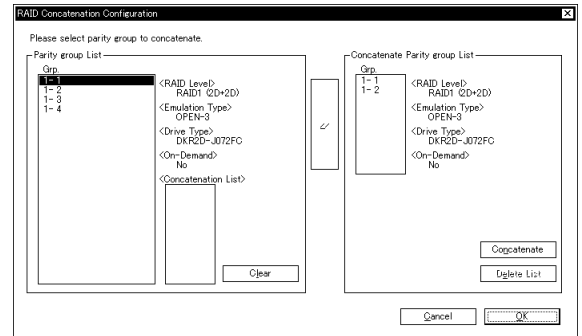 RAID Concatenation Configuration
Please select parity group to concatenate.
Parity group List
Grp.
1- 1
1- 2
1- 3
1- 4
<RAID Level>
RAID1 (2D+2D)
<Emulation Type>
OPEN-3
<Drive Type>
DKR2D-J072FC
<On-Demand>
No
<Concatenation List>
Clear
Concatenate Parity group List
Grp.
1- 1
1- 2
<RAID Level>
RAID1 (2D+2D)
<Emulation Type>
OPEN-3
<Drive Type>
DKR2D-J072FC
<On-Demand>
No
Concatenate
Delete List
Cancel
OK